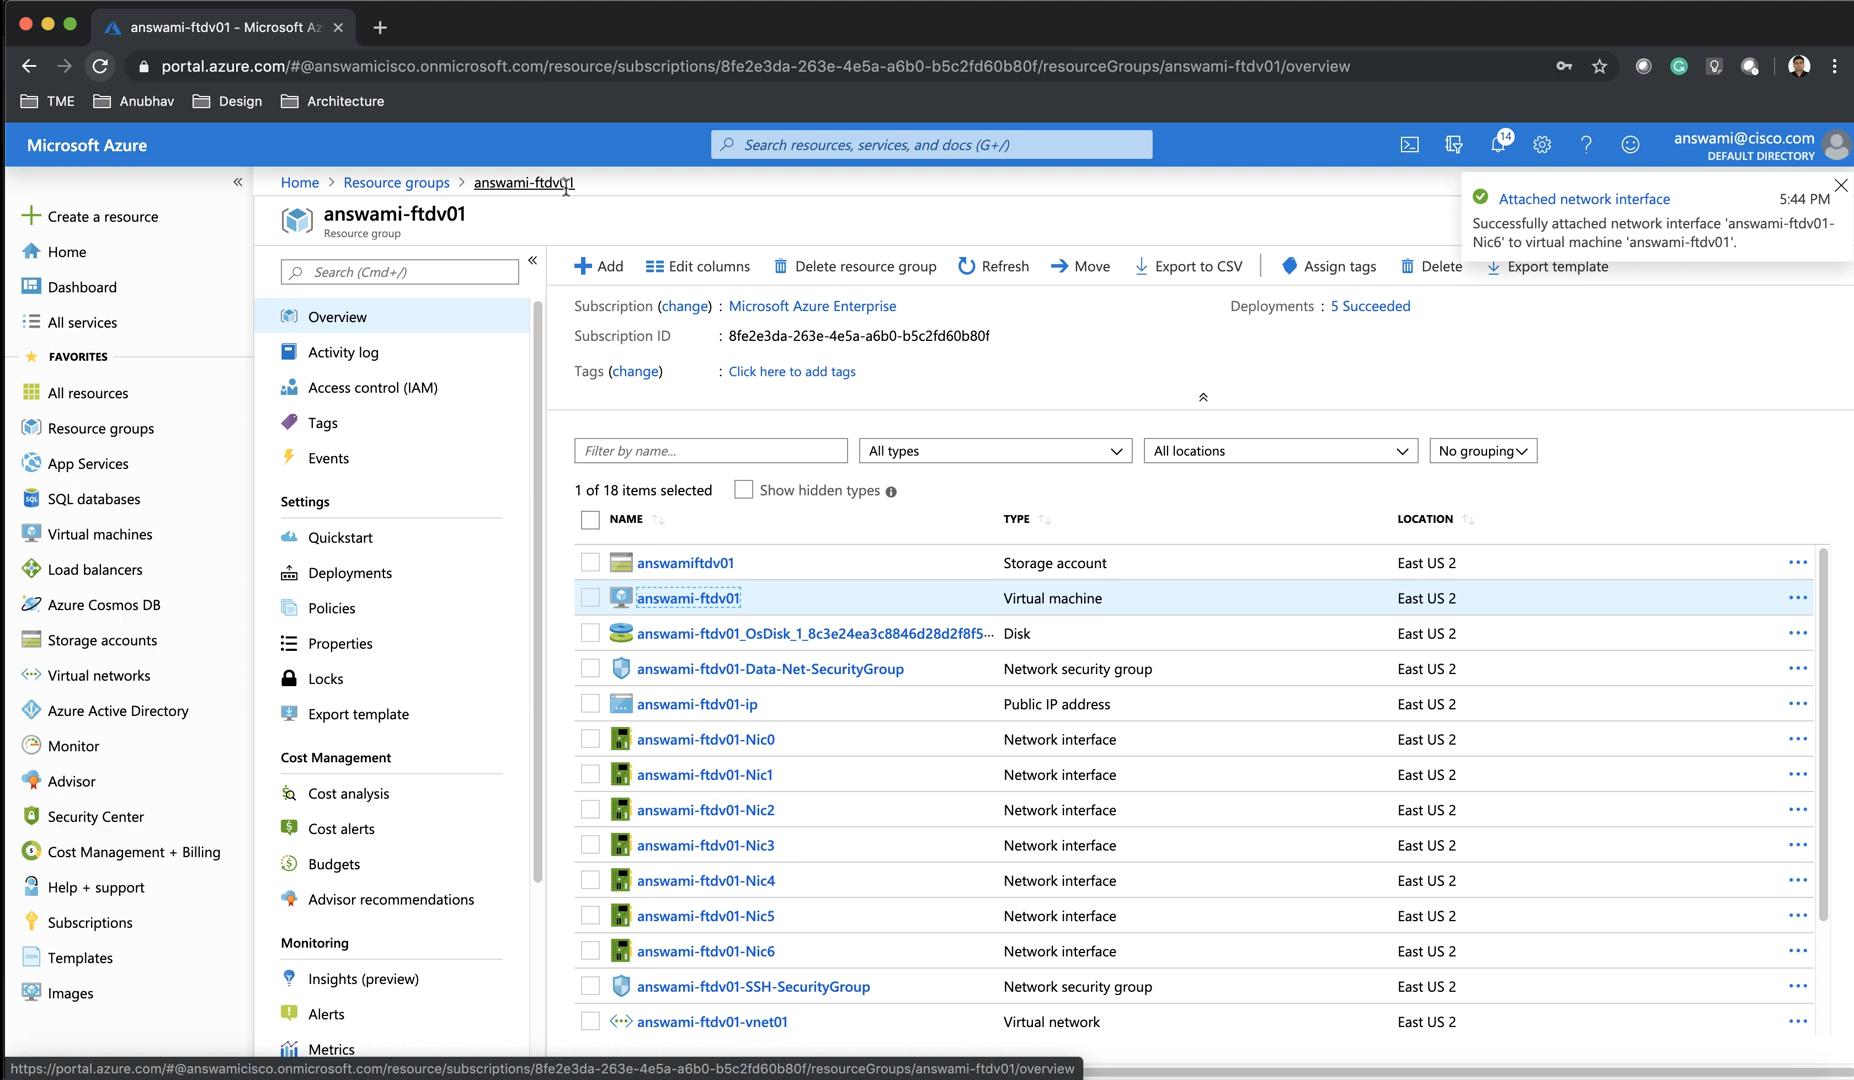 answami-ftdv01 - Microsoft Az
portal.azure.com/#@answamicisco.onmicrosoft.com/resource/subscriptions/8fe2e3da-263e-4e5a-a6b0-b5c2fd60b80f/resourceGroups/answami-ftdv01/overview
TME Anubhav Design Architecture
Microsoft Azure
Search resources, services, and docs (G+/)
14
answami@cisco.com
DEFAULT DIRECTORY
Home > Resource groups > answami-ftdv01
answami-ftdv01
Resource group
Attached network interface 5:44 PM
Successfully attached network interface 'answami-ftdv01-
Nic6' to virtual machine 'answami-ftdv01'.
Create a resource
Home
Dashboard
All services
FAVORITES
All resources
Resource groups
App Services
SQL databases
Virtual machines
Load balancers
Azure Cosmos DB
Storage accounts
Virtual networks
Azure Active Directory
Monitor
Advisor
Security Center
Cost Management + Billing
Help + support
Subscriptions
Templates
Images
Search (Cmd+/)
Overview
Activity log
Access control (IAM)
Tags
Events
Settings
Quickstart
Deployments
Policies
Properties
Locks
Export template
Cost Management
Cost analysis
Cost alerts
Budgets
Advisor recommendations
Monitoring
Insights (preview)
Alerts
Metrics
Add Edit columns Delete resource group Refresh Move Export to CSV Assign tags Delete Export template
Subscription (change) : Microsoft Azure Enterprise
Deployments : 5 Succeeded
Subscription ID : 8fe2e3da-263e-4e5a-a6b0-b5c2fd60b80f
Tags (change) : Click here to add tags
Filter by name... All types All locations No grouping
1 of 18 items selected Show hidden types
NAME TYPE LOCATION
answamiftdv01 Storage account East US 2
answami-ftdv01 Virtual machine East US 2
answami-ftdv01_OsDisk_1_8c3e24ea3c8846d28d2f8f5... Disk East US 2
answami-ftdv01-Data-Net-SecurityGroup Network security group East US 2
answami-ftdv01-ip Public IP address East US 2
answami-ftdv01-Nic0 Network interface East US 2
answami-ftdv01-Nic1 Network interface East US 2
answami-ftdv01-Nic2 Network interface East US 2
answami-ftdv01-Nic3 Network interface East US 2
answami-ftdv01-Nic4 Network interface East US 2
answami-ftdv01-Nic5 Network interface East US 2
answami-ftdv01-Nic6 Network interface East US 2
answami-ftdv01-SSH-SecurityGroup Network security group East US 2
answami-ftdv01-vnet01 Virtual network East US 2
https://portal.azure.com/#@answamicisco.onmicrosoft.com/resource/subscriptions/8fe2e3da-263e-4e5a-a6b0-b5c2fd60b80f/resourceGroups/answami-ftdv01/overview